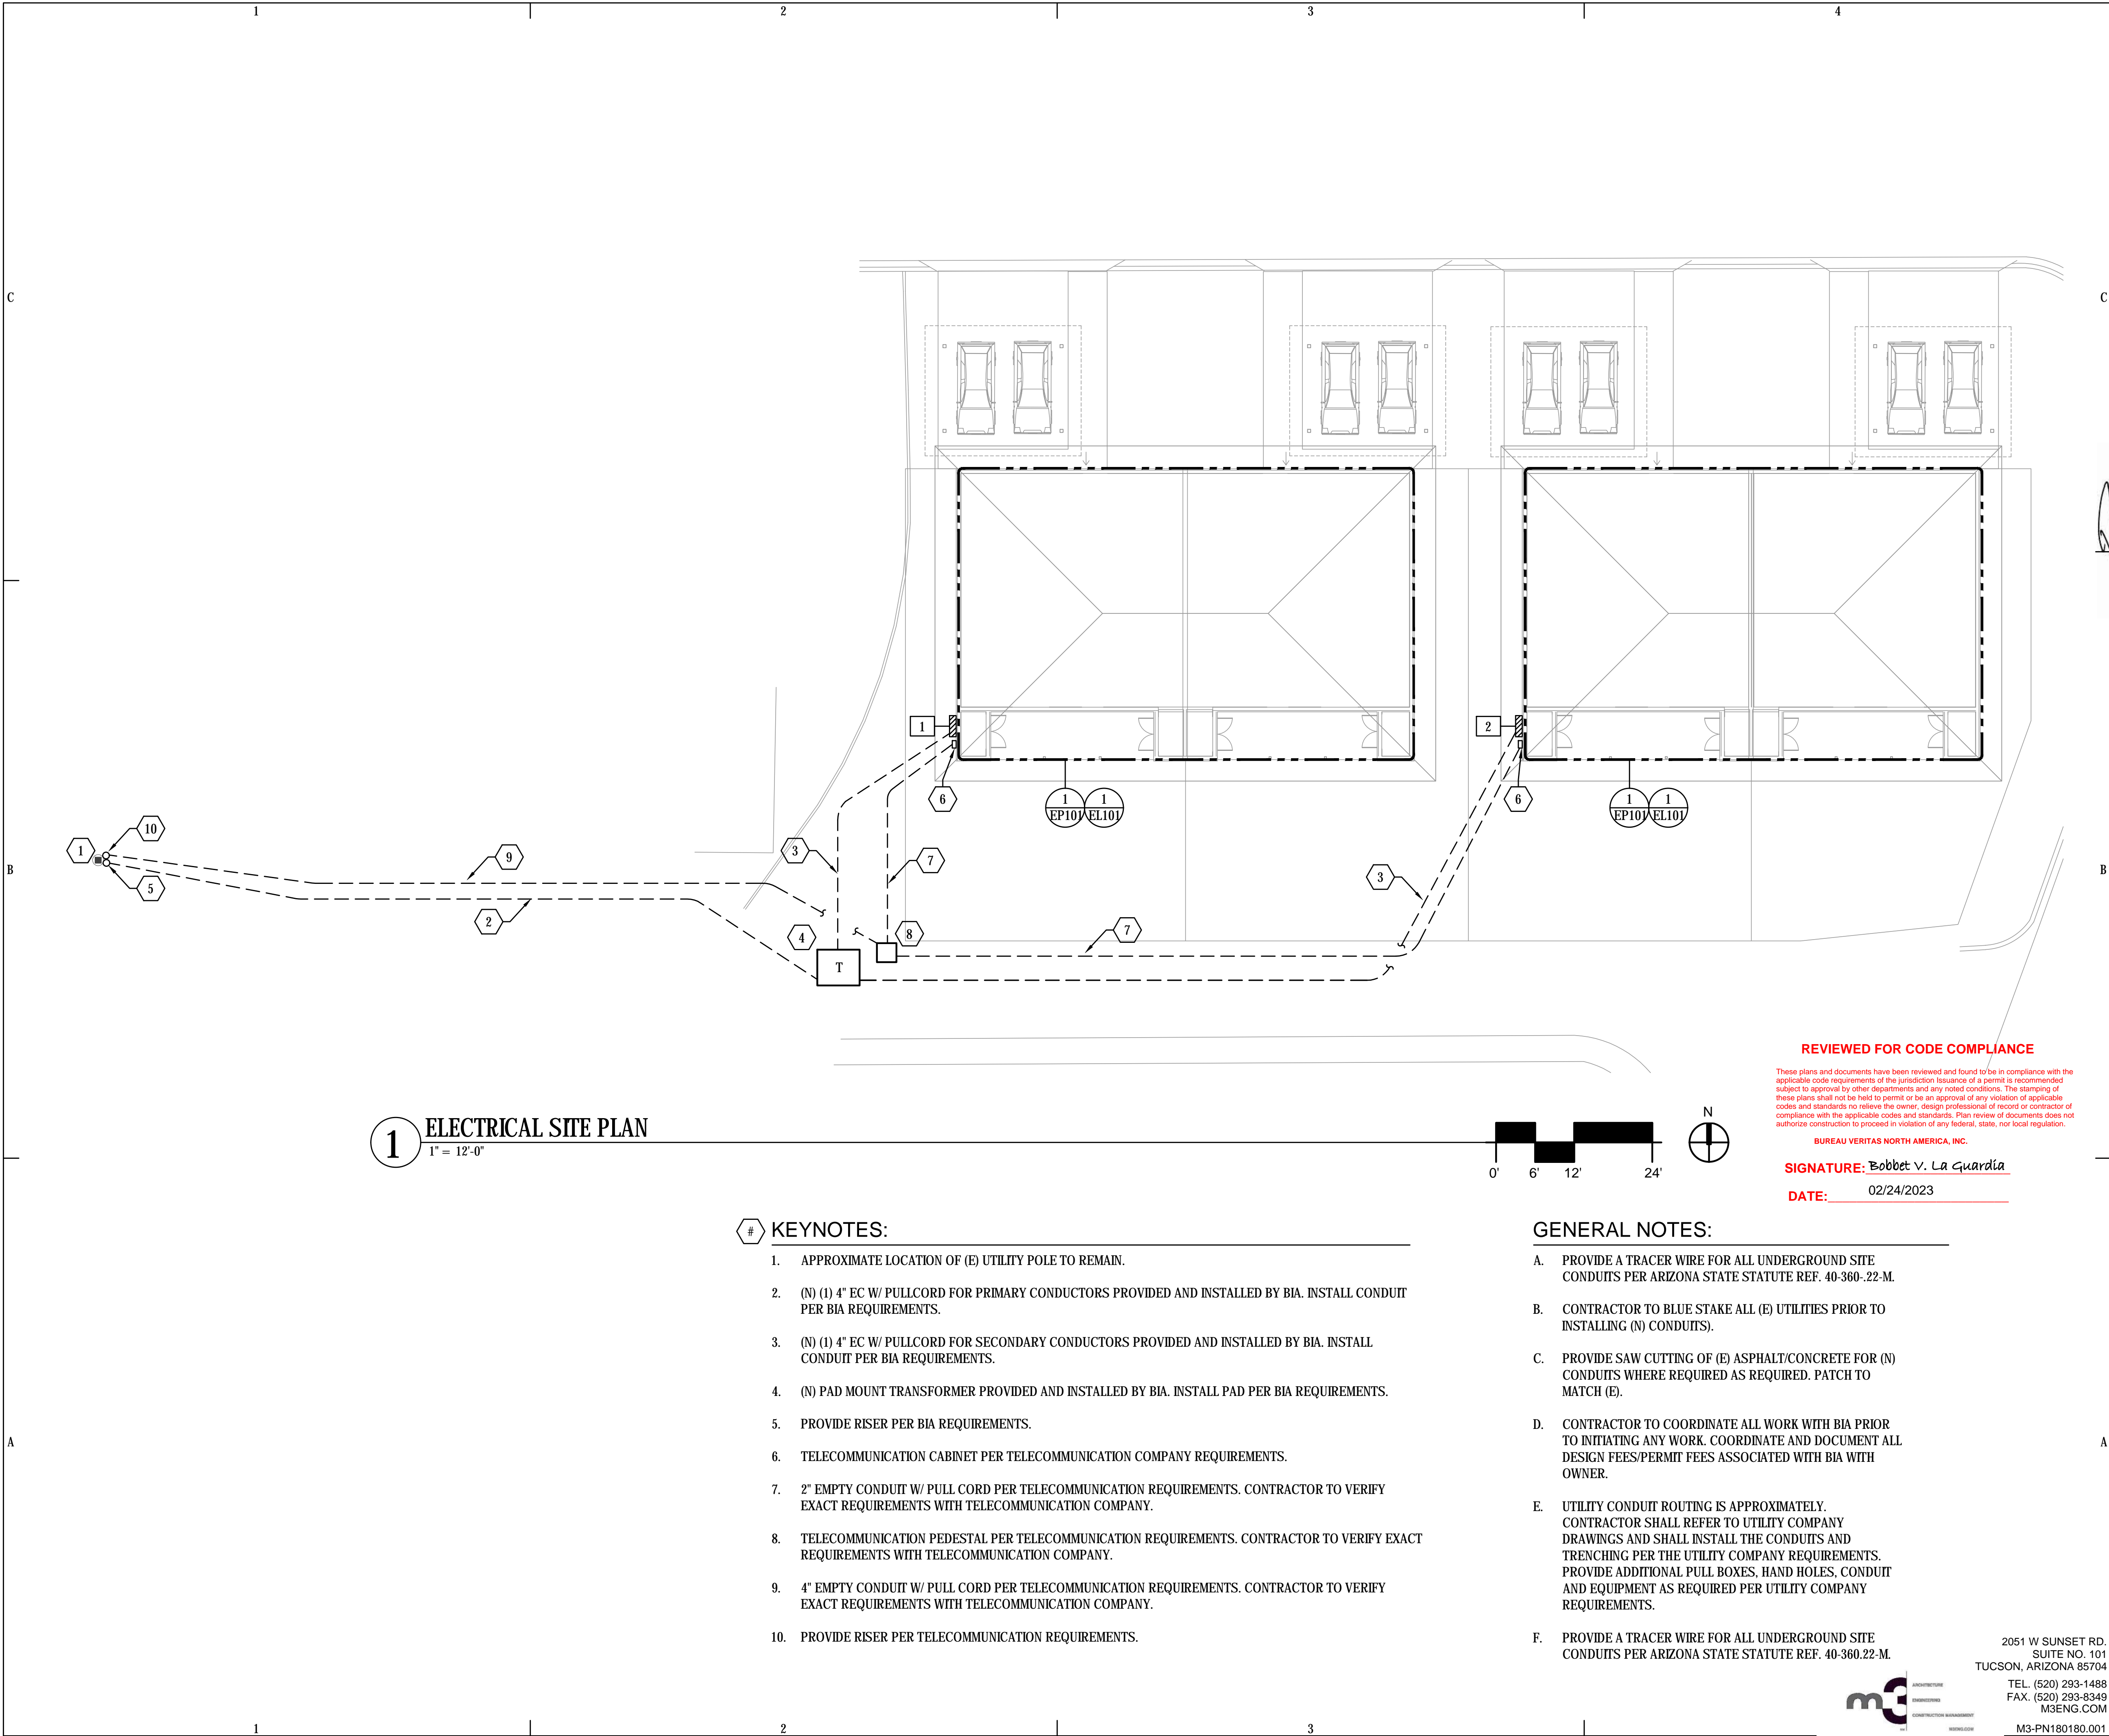 1
2
3
4
C
C
1
2
6
6
1
EP101
1
EL101
1
EP101
1
EL101
10
1
5
9
2
3
7
3
4
8
7
T
B
B
1
ELECTRICAL SITE PLAN
1" = 12'-0"
0'
6'
12'
24'
N
REVIEWED FOR CODE COMPLIANCE
These plans and documents have been reviewed and found to be in compliance with the
applicable code requirements of the jurisdiction Issuance of a permit is recommended
subject to approval by other departments and any noted conditions. The stamping of
these plans shall not be held to permit or be an approval of any violation of applicable
codes and standards no relieve the owner, design professional of record or contractor of
compliance with the applicable codes and standards. Plan review of documents does not
authorize construction to proceed in violation of any federal, state, nor local regulation.
BUREAU VERITAS NORTH AMERICA, INC.
SIGNATURE: Bobbet V. La Guardia
DATE: 02/24/2023
# KEYNOTES:
1. APPROXIMATE LOCATION OF (E) UTILITY POLE TO REMAIN.
2. (N) (1) 4" EC W/ PULLCORD FOR PRIMARY CONDUCTORS PROVIDED AND INSTALLED BY BIA. INSTALL CONDUIT
PER BIA REQUIREMENTS.
3. (N) (1) 4" EC W/ PULLCORD FOR SECONDARY CONDUCTORS PROVIDED AND INSTALLED BY BIA. INSTALL
CONDUIT PER BIA REQUIREMENTS.
4. (N) PAD MOUNT TRANSFORMER PROVIDED AND INSTALLED BY BIA. INSTALL PAD PER BIA REQUIREMENTS.
5. PROVIDE RISER PER BIA REQUIREMENTS.
6. TELECOMMUNICATION CABINET PER TELECOMMUNICATION COMPANY REQUIREMENTS.
7. 2" EMPTY CONDUIT W/ PULL CORD PER TELECOMMUNICATION REQUIREMENTS. CONTRACTOR TO VERIFY
EXACT REQUIREMENTS WITH TELECOMMUNICATION COMPANY.
8. TELECOMMUNICATION PEDESTAL PER TELECOMMUNICATION REQUIREMENTS. CONTRACTOR TO VERIFY EXACT
REQUIREMENTS WITH TELECOMMUNICATION COMPANY.
9. 4" EMPTY CONDUIT W/ PULL CORD PER TELECOMMUNICATION REQUIREMENTS. CONTRACTOR TO VERIFY
EXACT REQUIREMENTS WITH TELECOMMUNICATION COMPANY.
10. PROVIDE RISER PER TELECOMMUNICATION REQUIREMENTS.
GENERAL NOTES:
A. PROVIDE A TRACER WIRE FOR ALL UNDERGROUND SITE
CONDUITS PER ARIZONA STATE STATUTE REF. 40-360-.22-M.
B. CONTRACTOR TO BLUE STAKE ALL (E) UTILITIES PRIOR TO
INSTALLING (N) CONDUITS).
C. PROVIDE SAW CUTTING OF (E) ASPHALT/CONCRETE FOR (N)
CONDUITS WHERE REQUIRED AS REQUIRED. PATCH TO
MATCH (E).
D. CONTRACTOR TO COORDINATE ALL WORK WITH BIA PRIOR
TO INITIATING ANY WORK. COORDINATE AND DOCUMENT ALL
DESIGN FEES/PERMIT FEES ASSOCIATED WITH BIA WITH
OWNER.
E. UTILITY CONDUIT ROUTING IS APPROXIMATELY.
CONTRACTOR SHALL REFER TO UTILITY COMPANY
DRAWINGS AND SHALL INSTALL THE CONDUITS AND
TRENCHING PER THE UTILITY COMPANY REQUIREMENTS.
PROVIDE ADDITIONAL PULL BOXES, HAND HOLES, CONDUIT
AND EQUIPMENT AS REQUIRED PER UTILITY COMPANY
REQUIREMENTS.
F. PROVIDE A TRACER WIRE FOR ALL UNDERGROUND SITE
CONDUITS PER ARIZONA STATE STATUTE REF. 40-360.22-M.
A
A
m3
ARCHITECTURE
ENGINEERING
CONSTRUCTION MANAGEMENT
M3ENG.COM
2051 W SUNSET RD.
SUITE NO. 101
TUCSON, ARIZONA 85704
TEL. (520) 293-1488
FAX. (520) 293-8349
M3ENG.COM
M3-PN180180.001
1
2
3